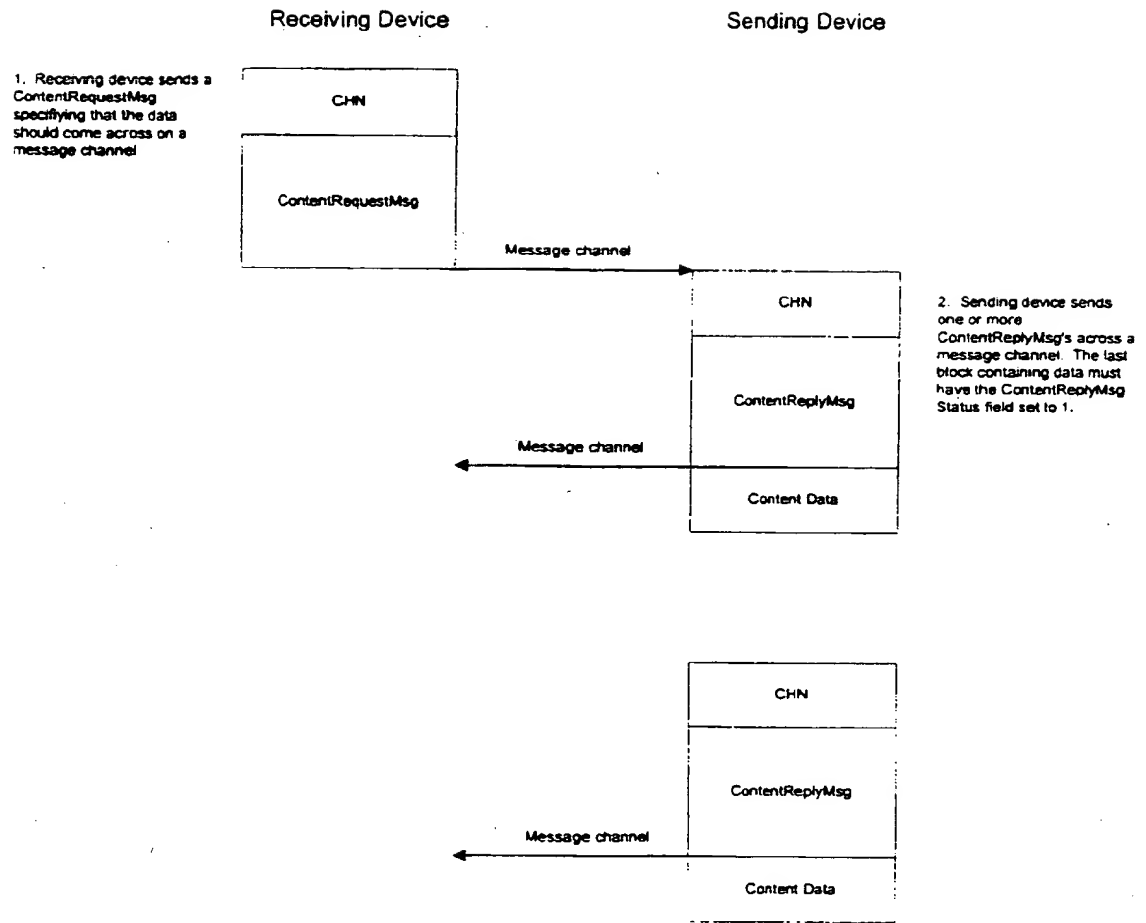 Receiving Device
Sending Device
1. Receiving device sends a
ContentRequestMsg
specifiying that the data
should come across on a
message channel
CHN
ContentRequestMsg
Message channel
CHN
ContentReplyMsg
Message channel
Content Data
2. Sending device sends
one or more
ContentReplyMsg's across a
message channel. The last
block containing data must
have the ContentReplyMsg
Status field set to 1.
CHN
ContentReplyMsg
Message channel
Content Data